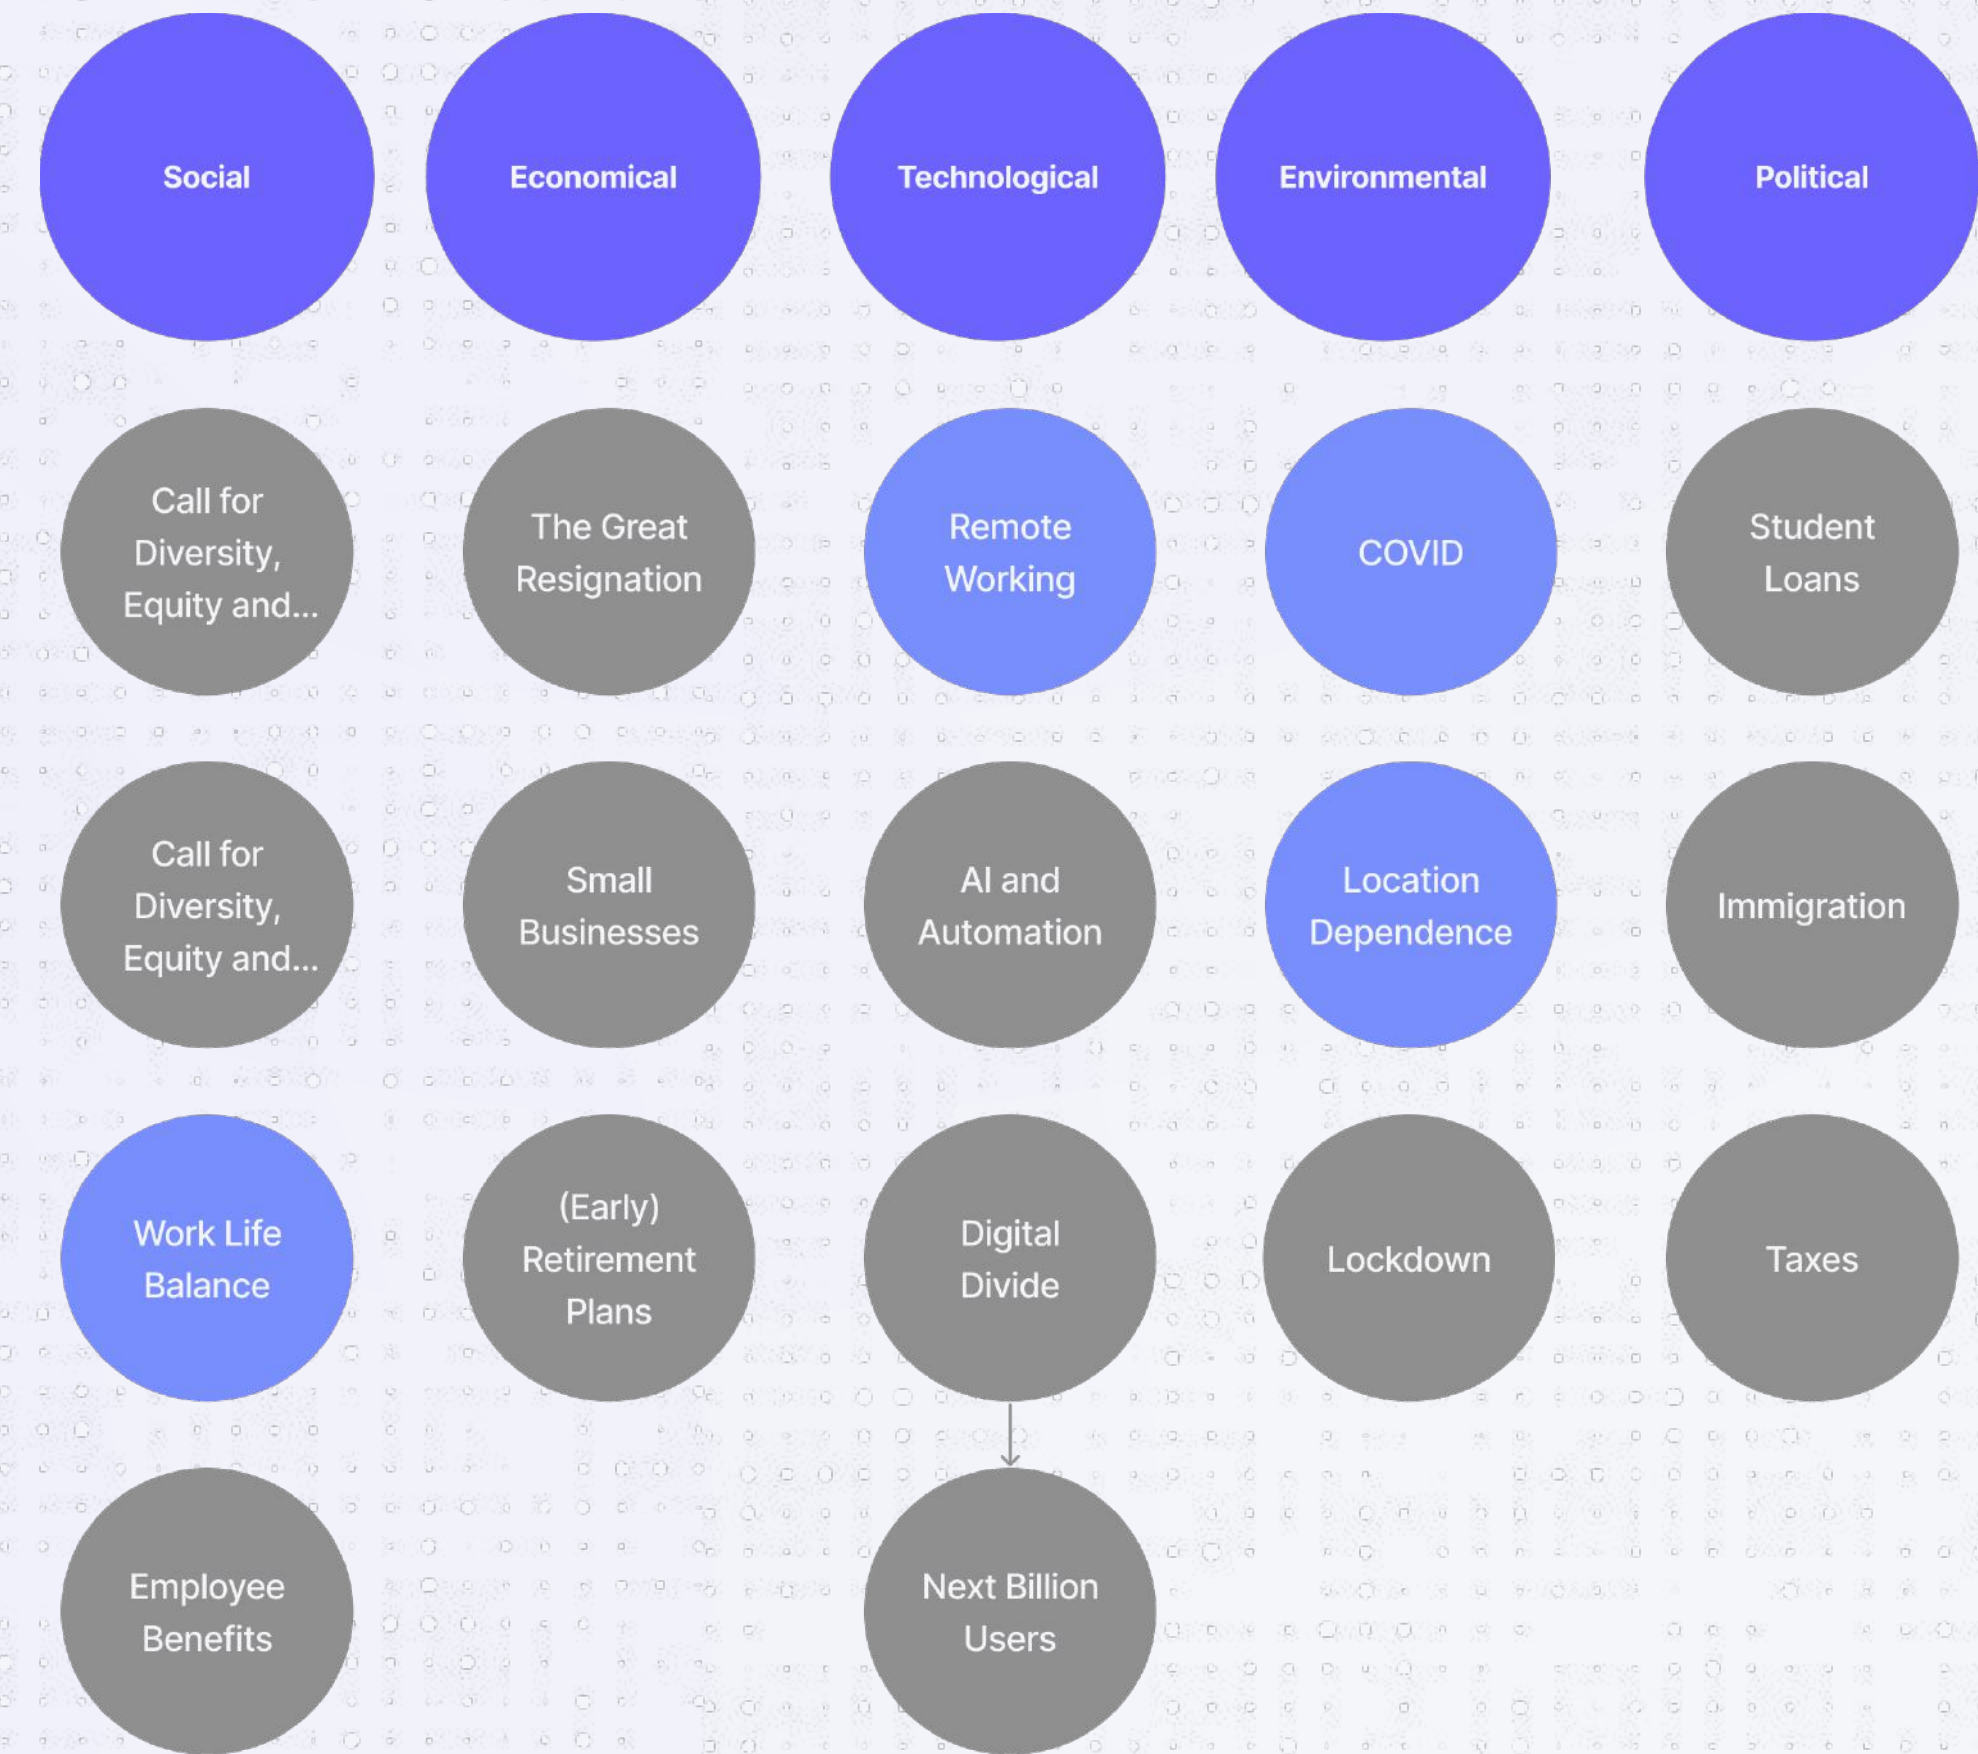 Social
Economical
Technological
Environmental
Political
Call for
Diversity,
Equity and...
The Great
Resignation
Remote
Working
COVID
Student
Loans
Call for
Diversity,
Equity and...
Small
Businesses
AI and
Automation
Location
Dependence
Immigration
Work Life
Balance
(Early)
Retirement
Plans
Digital
Divide
Lockdown
Taxes
Employee
Benefits
Next Billion
Users